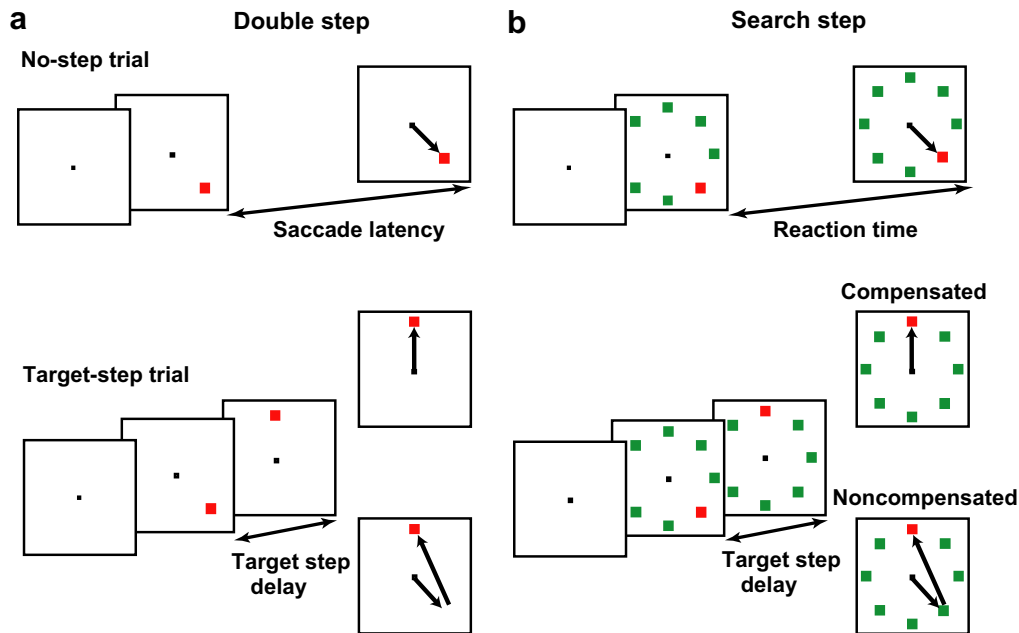 a
Double step
No-step trial
Saccade latency
Target-step trial
Target step
delay
b
Search step
Reaction time
Compensated
Noncompensated
Target step
delay